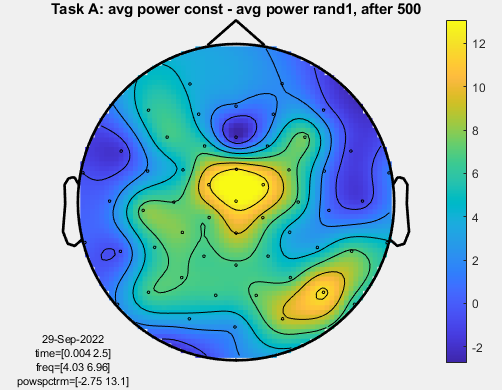 Task A: avg power const - avg power rand1, after 500
12
10
8
6
4
2
0
-2
29-Sep-2022
time=[0.004 2.5]
freq=[4.03 6.96]
powspctrm=[-2.75 13.1]